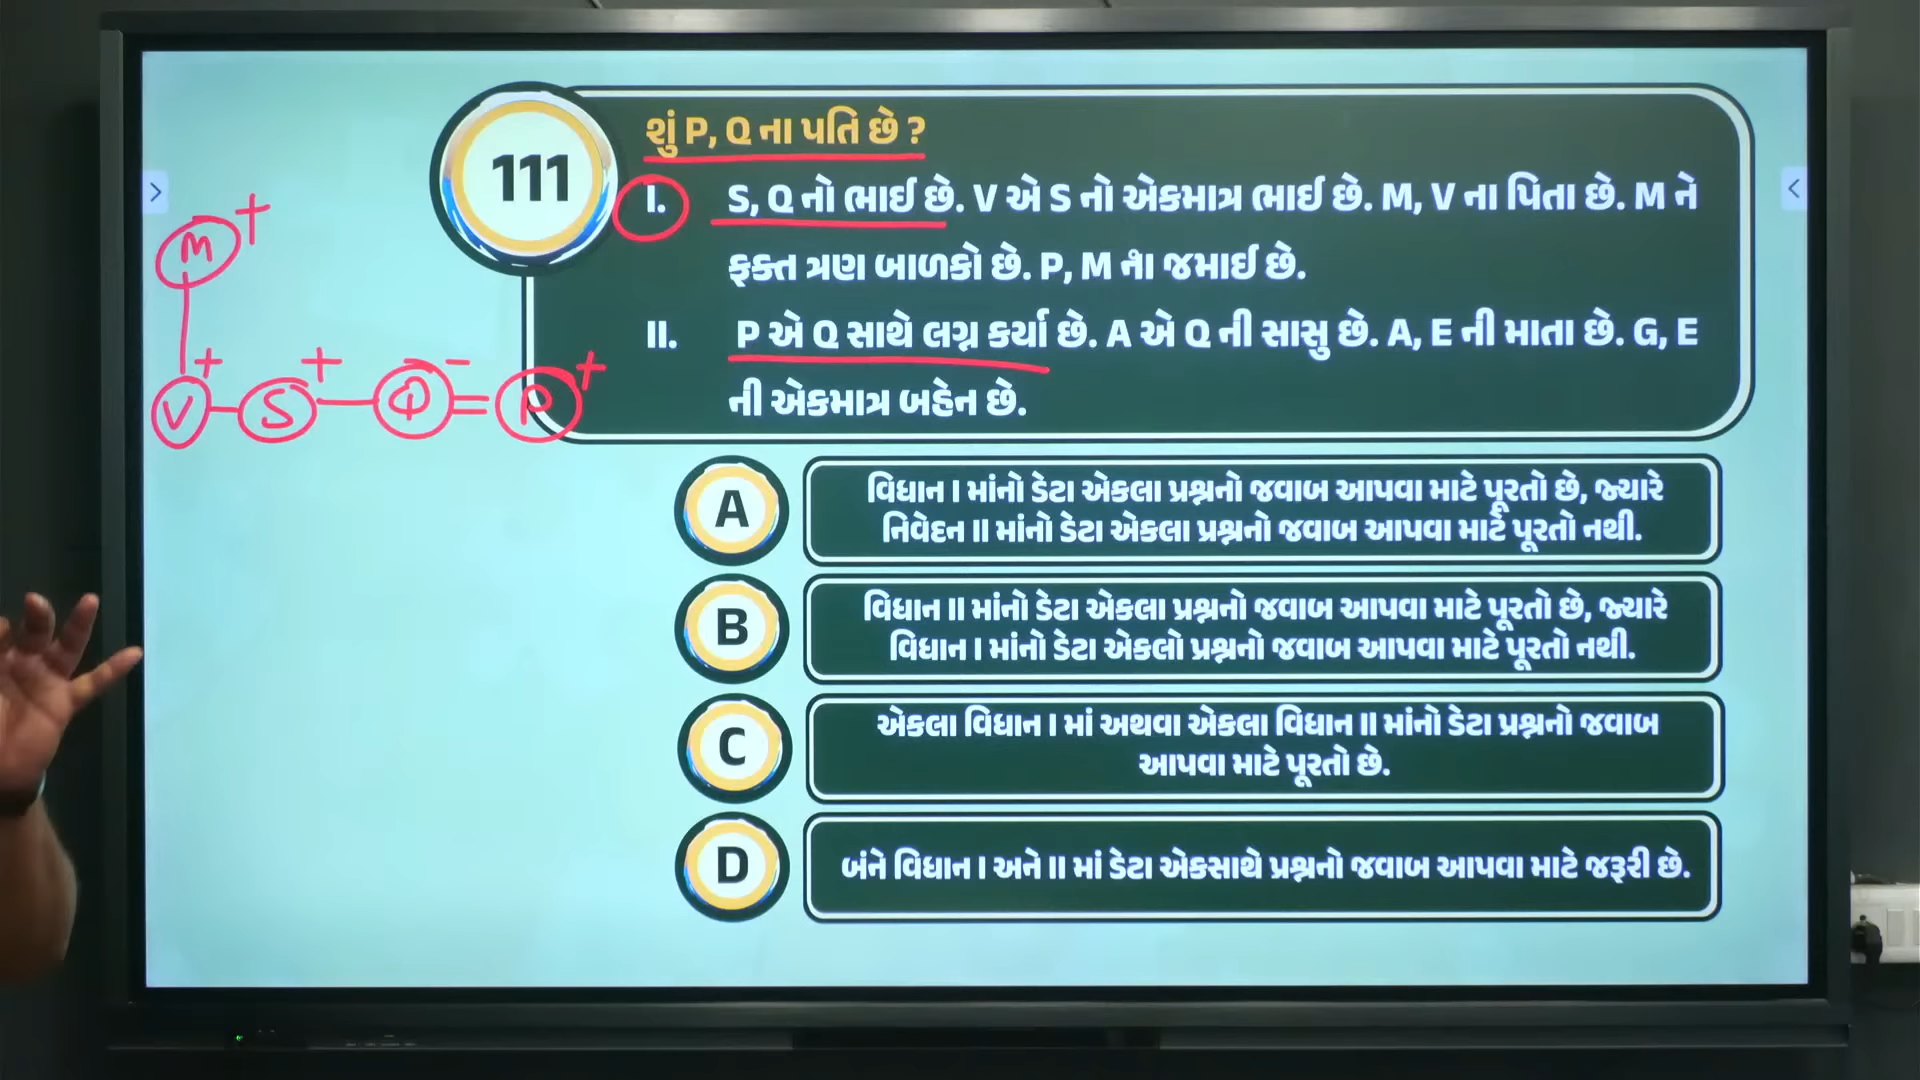 111
શું P, Q ના પતિ છે ?
I. S, Q નો ભાઈ છે. V એ S નો એકમાત્ર ભાઈ છે. M, V ના પિતા છે. M ને
ફક્ત ત્રણ બાળકો છે. P, M ના જમાઈ છે.
II. P એ Q સાથે લગ્ન કર્યા છે. A એ Q ની સાસુ છે. A, E ની માતા છે. G, E
ની એકમાત્ર બહેન છે.
M +
V + S + Q - = P +
A વિધાન I માંનો ડેટા એકલા પ્રશ્નનો જવાબ આપવા માટે પૂરતો છે, જ્યારે
નિવેદન II માંનો ડેટા એકલા પ્રશ્નનો જવાબ આપવા માટે પૂરતો નથી.
B વિધાન II માંનો ડેટા એકલા પ્રશ્નનો જવાબ આપવા માટે પૂરતો છે, જ્યારે
વિધાન I માંનો ડેટા એકલો પ્રશ્નનો જવાબ આપવા માટે પૂરતો નથી.
C એકલા વિધાન I માં અથવા એકલા વિધાન II માંનો ડેટા પ્રશ્નનો જવાબ
આપવા માટે પૂરતો છે.
D બંને વિધાન I અને II માં ડેટા એકસાથે પ્રશ્નનો જવાબ આપવા માટે જરૂરી છે.